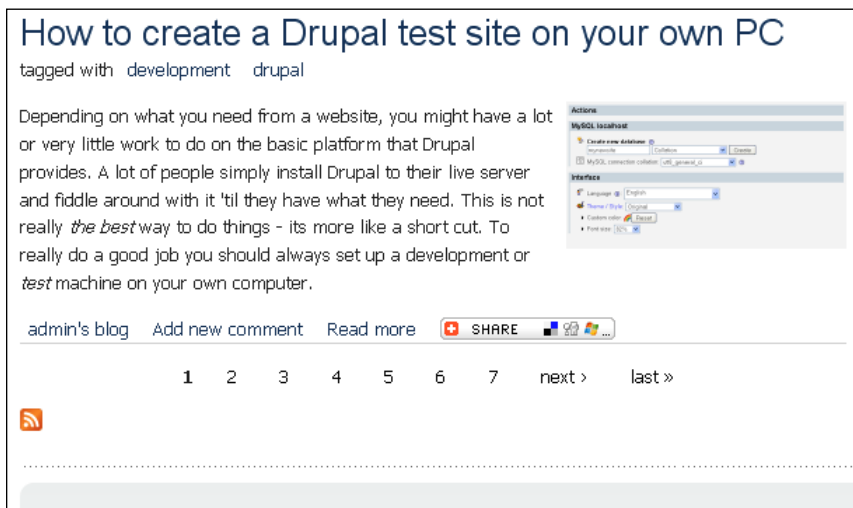 How to create a Drupal test site on your own PC
tagged with development drupal
Depending on what you need from a website, you might have a lot
or very little work to do on the basic platform that Drupal
provides. A lot of people simply install Drupal to their live server
and fiddle around with it 'til they have what they need. This is not
really the best way to do things - its more like a short cut. To
really do a good job you should always set up a development or
test machine on your own computer.
Actions
MySQL localhost
Create new database
Collation
Create
MySQL connection collation: utf8_general_ci
Interface
Language English
Theme / Style: Original
Custom color: Reset
Font size: 82%
admin's blog Add new comment Read more SHARE ...
1 2 3 4 5 6 7 next › last »